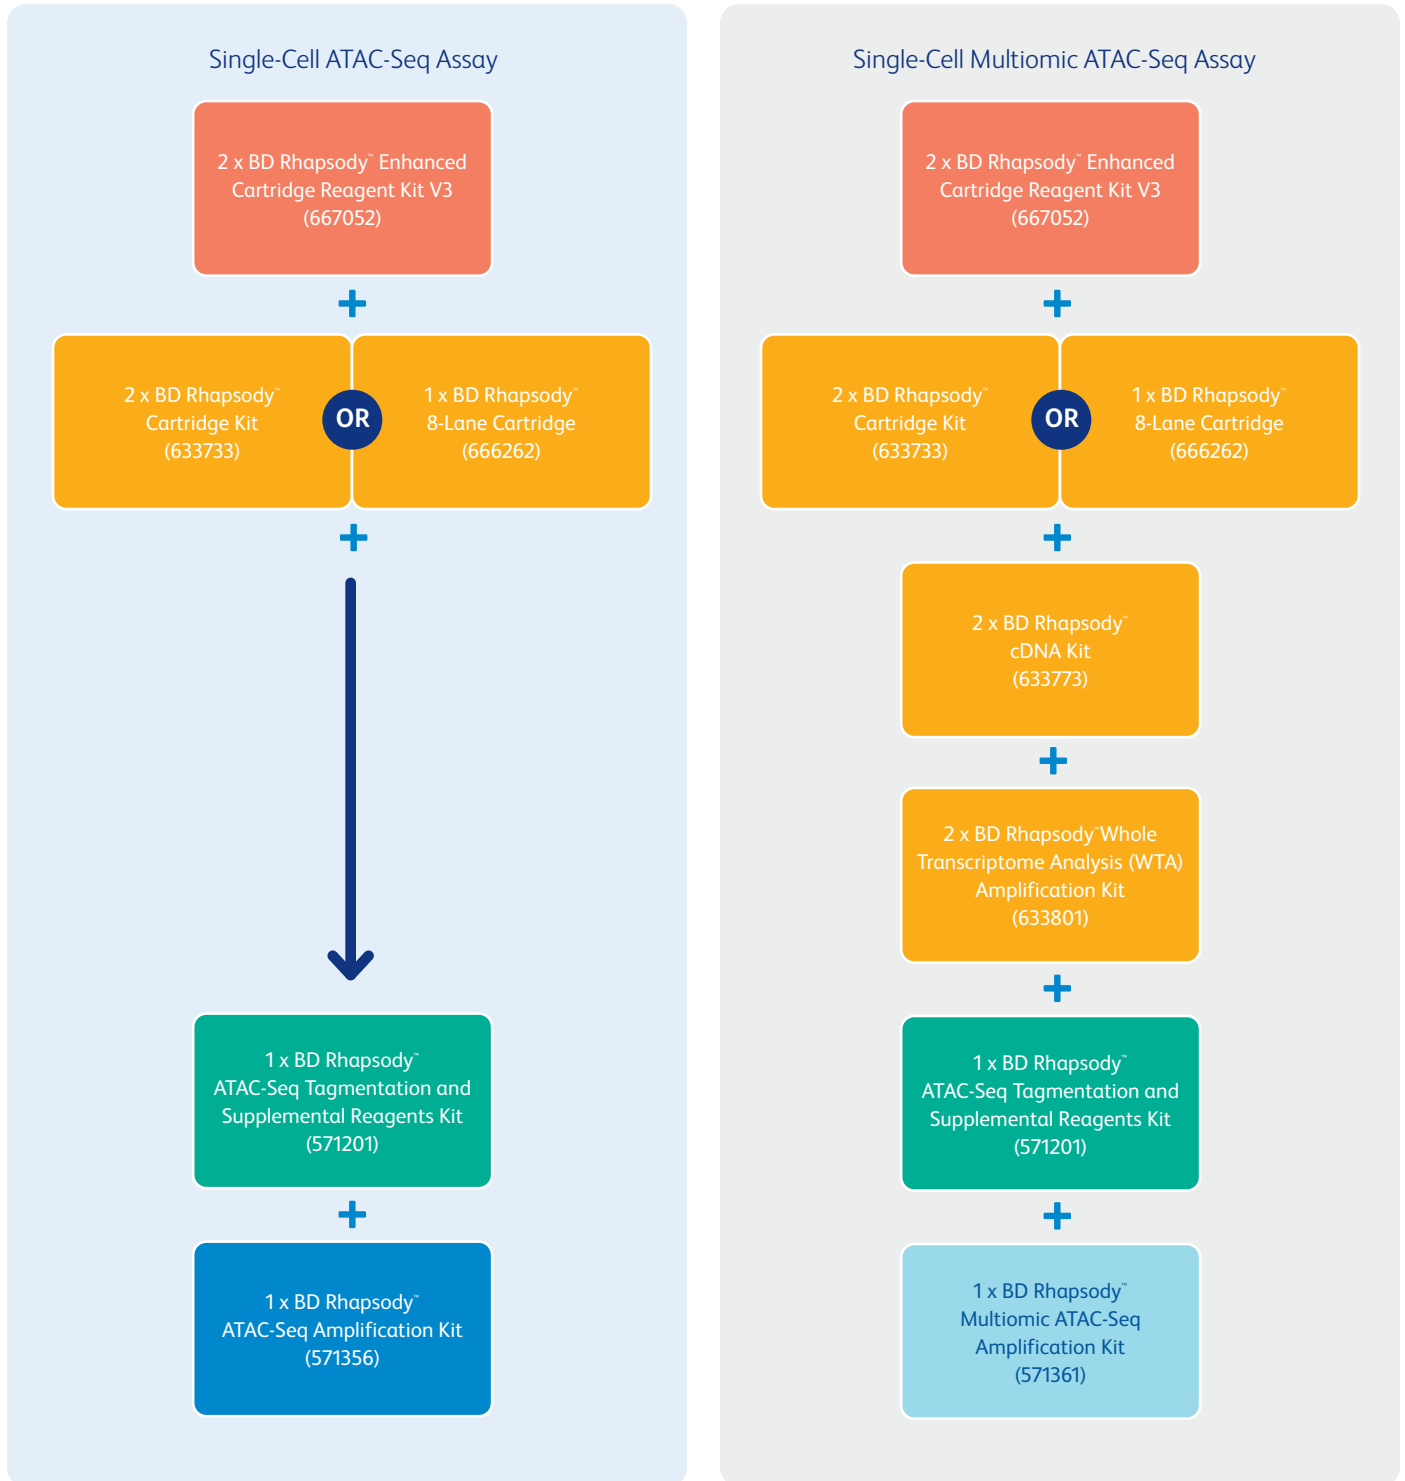 Single-Cell ATAC-Seq Assay
2 x BD Rhapsody™ Enhanced
Cartridge Reagent Kit V3
(667052)
+
2 x BD Rhapsody™
Cartridge Kit
(633733)
OR
1 x BD Rhapsody™
8-Lane Cartridge
(666262)
+
1 x BD Rhapsody™
ATAC-Seq Tagmentation and
Supplemental Reagents Kit
(571201)
+
1 x BD Rhapsody™
ATAC-Seq Amplification Kit
(571356)
Single-Cell Multiomic ATAC-Seq Assay
2 x BD Rhapsody™ Enhanced
Cartridge Reagent Kit V3
(667052)
+
2 x BD Rhapsody™
Cartridge Kit
(633733)
OR
1 x BD Rhapsody™
8-Lane Cartridge
(666262)
+
2 x BD Rhapsody™
cDNA Kit
(633773)
+
2 x BD Rhapsody™Whole
Transcriptome Analysis (WTA)
Amplification Kit
(633801)
+
1 x BD Rhapsody™
ATAC-Seq Tagmentation and
Supplemental Reagents Kit
(571201)
+
1 x BD Rhapsody™
Multiomic ATAC-Seq
Amplification Kit
(571361)